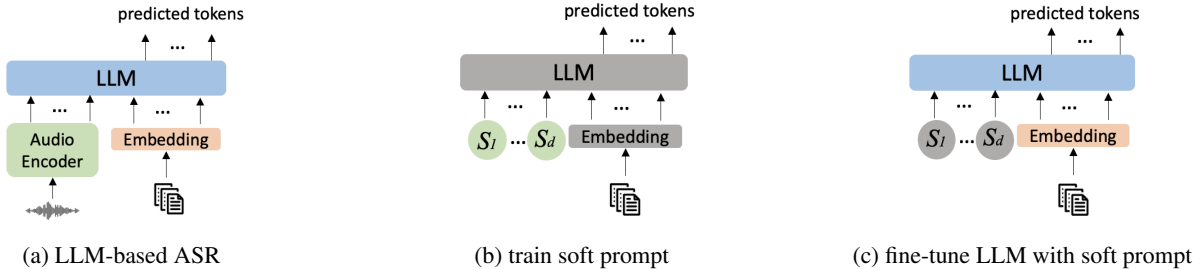 predicted tokens
...
LLM
... ...
Audio
Encoder
Embedding
(a) LLM-based ASR
predicted tokens
...
LLM
... ...
S1 ... Sd
Embedding
(b) train soft prompt
predicted tokens
...
LLM
... ...
S1 ... Sd
Embedding
(c) fine-tune LLM with soft prompt